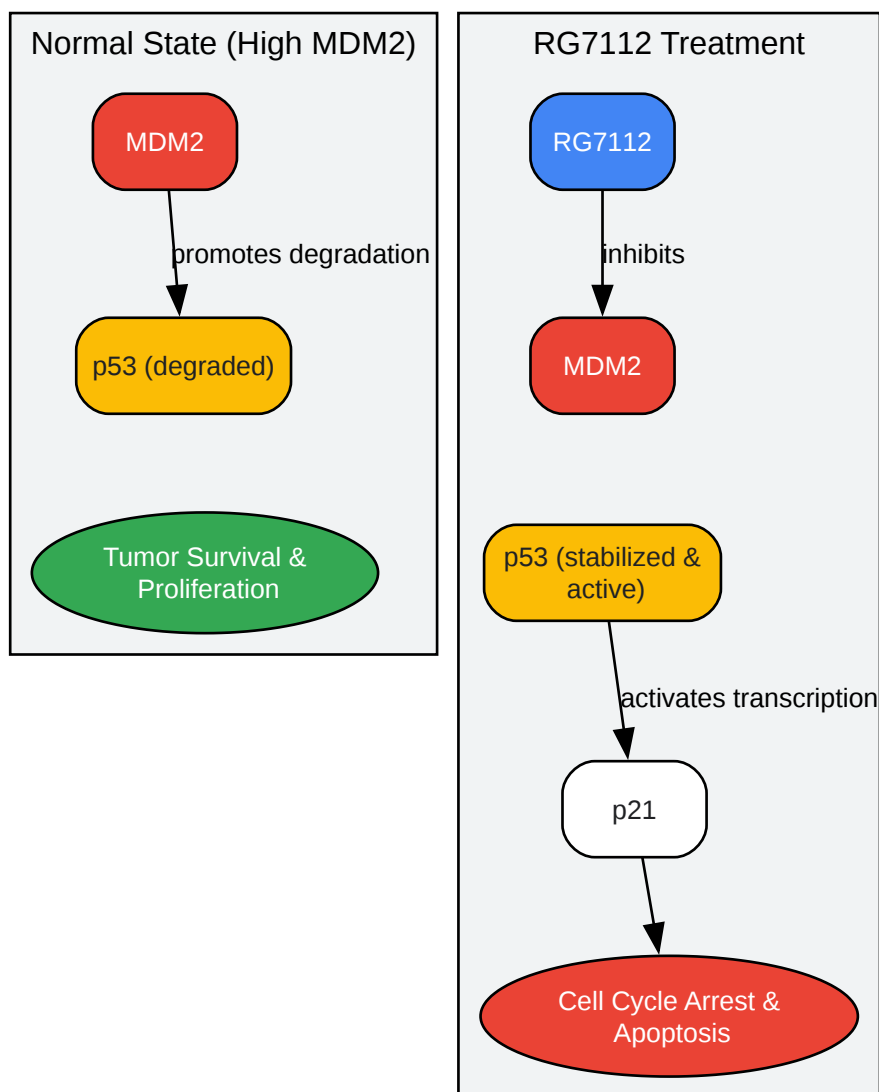 Normal State (High MDM2)
MDM2
promotes degradation
p53 (degraded)
Tumor Survival &
Proliferation
RG7112 Treatment
RG7112
inhibits
MDM2
p53 (stabilized &
active)
activates transcription
p21
Cell Cycle Arrest &
Apoptosis